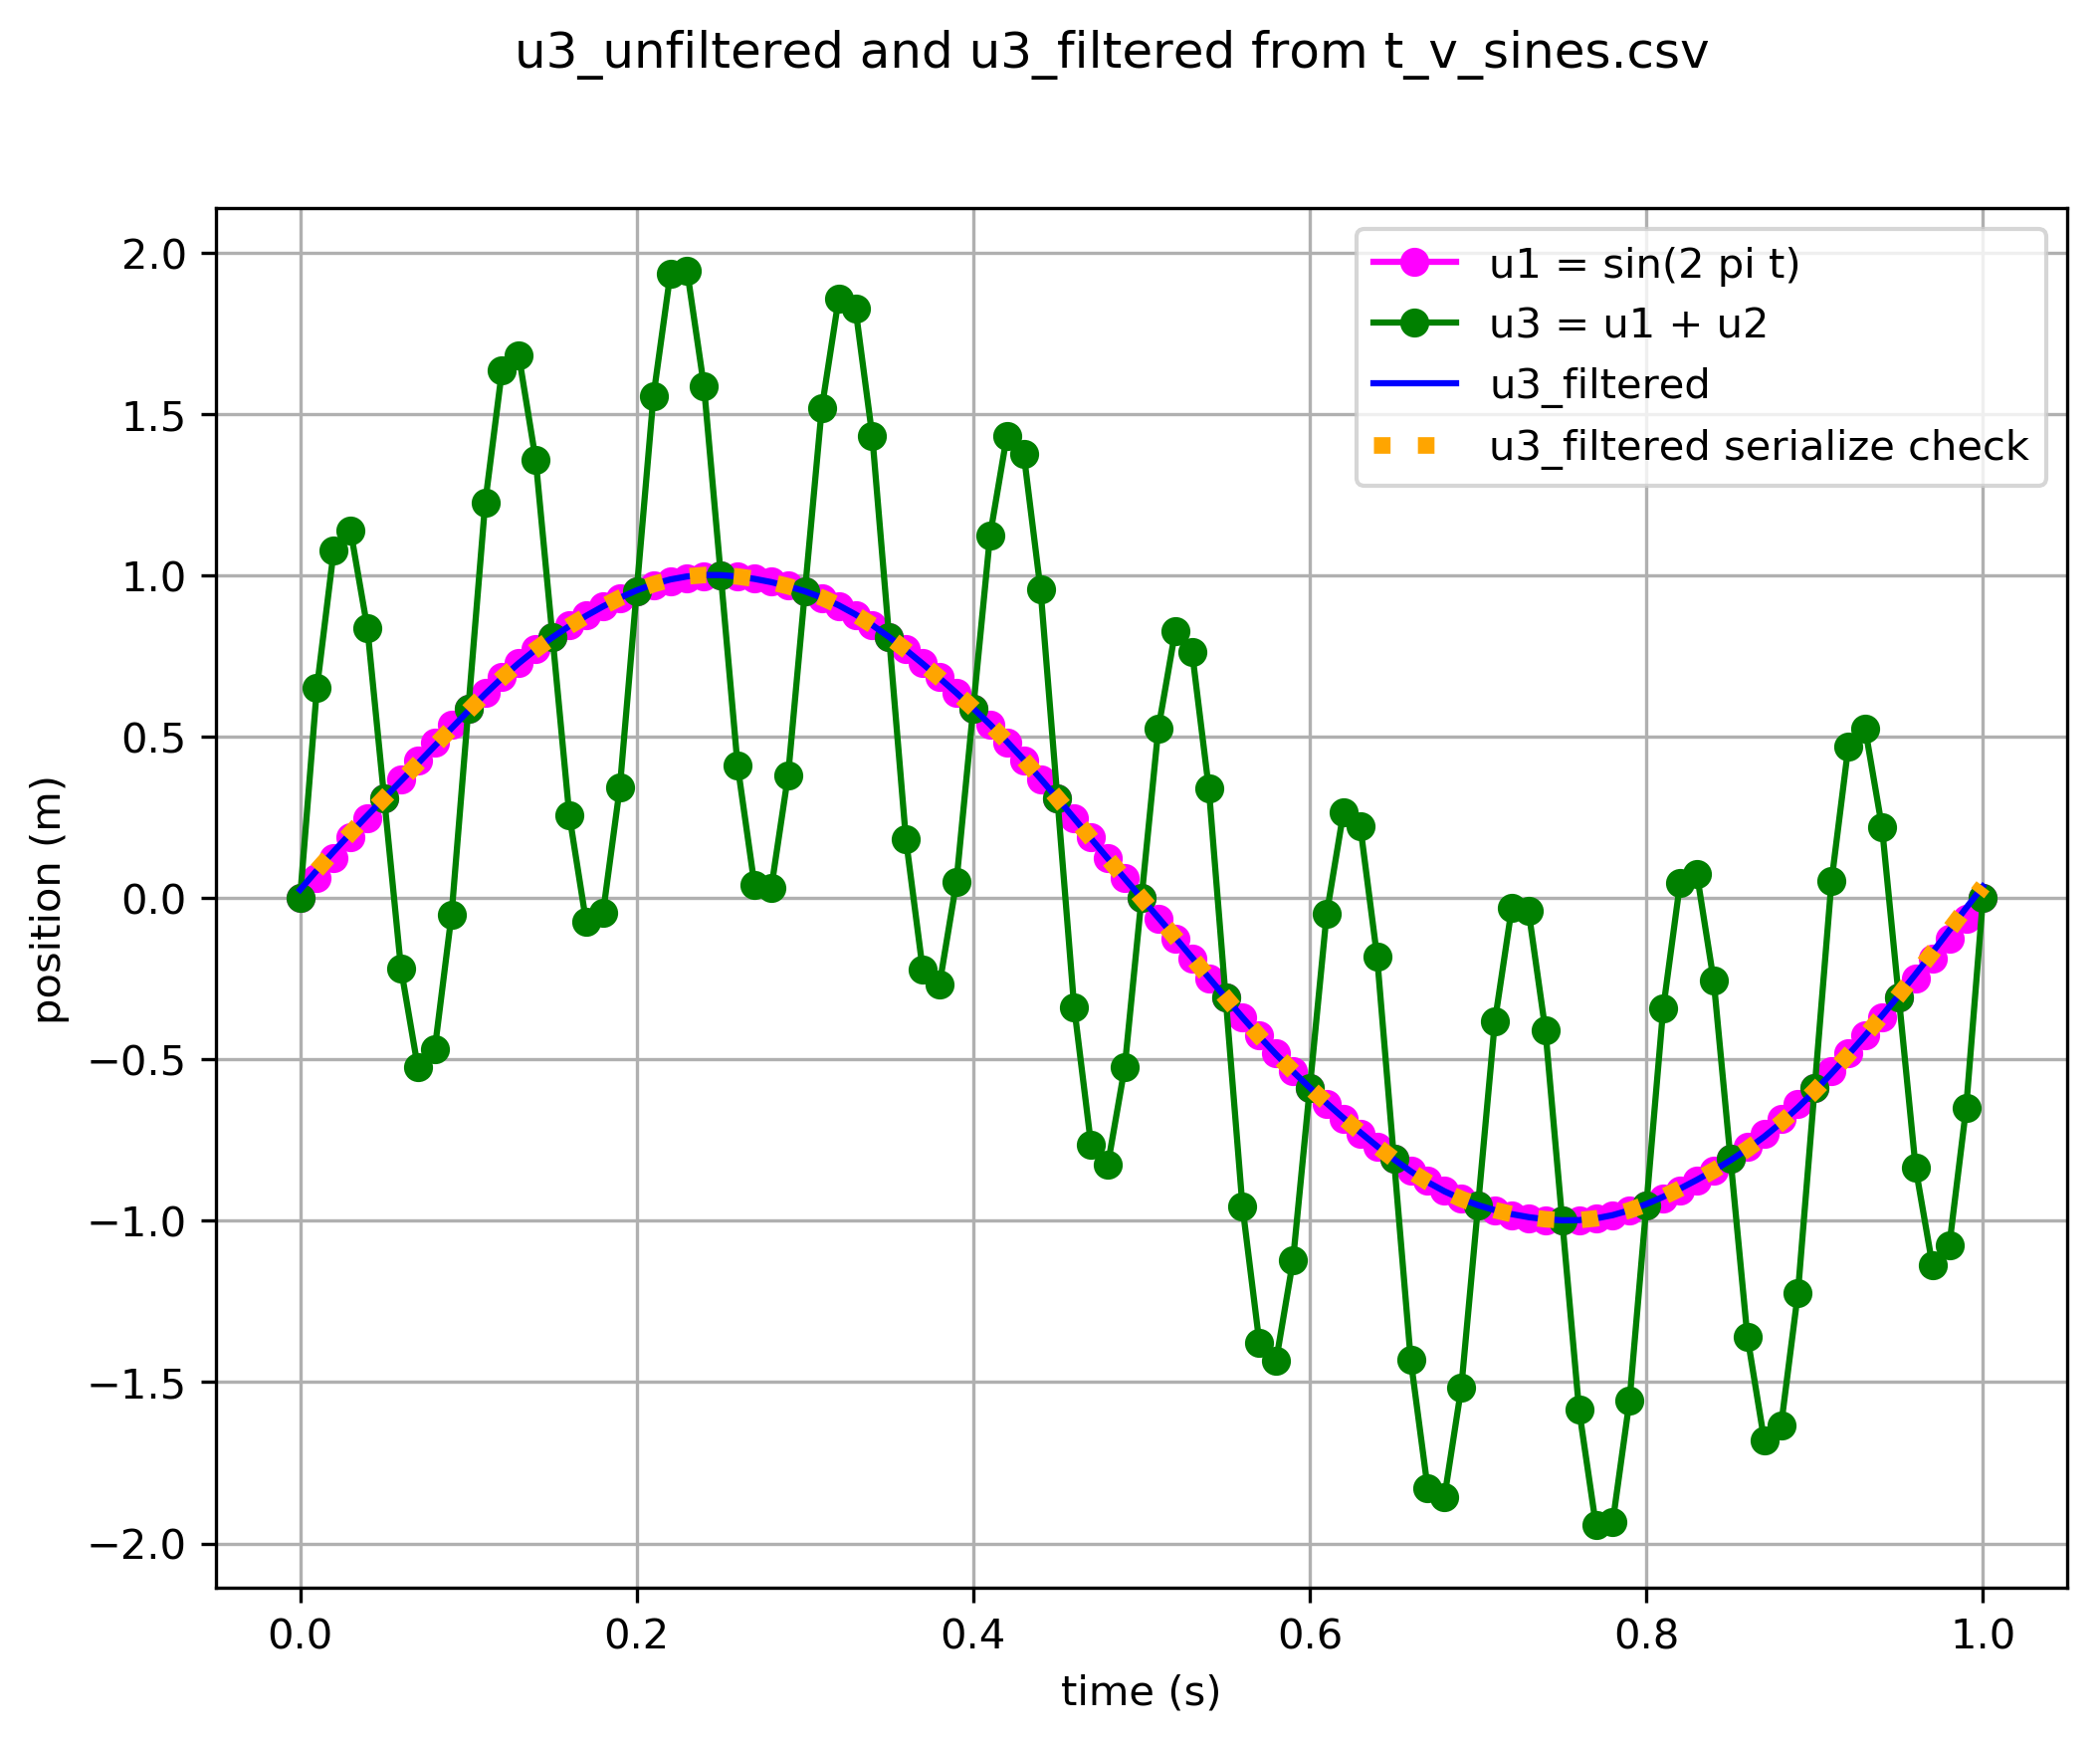 u3_unfiltered and u3_filtered from t_v_sines.csv
u1 = sin(2 pi t)
u3 = u1 + u2
u3_filtered
u3_filtered serialize check
position (m)
2.0
1.5
1.0
0.5
0.0
−0.5
−1.0
−1.5
−2.0
0.0 0.2 0.4 0.6 0.8 1.0
time (s)